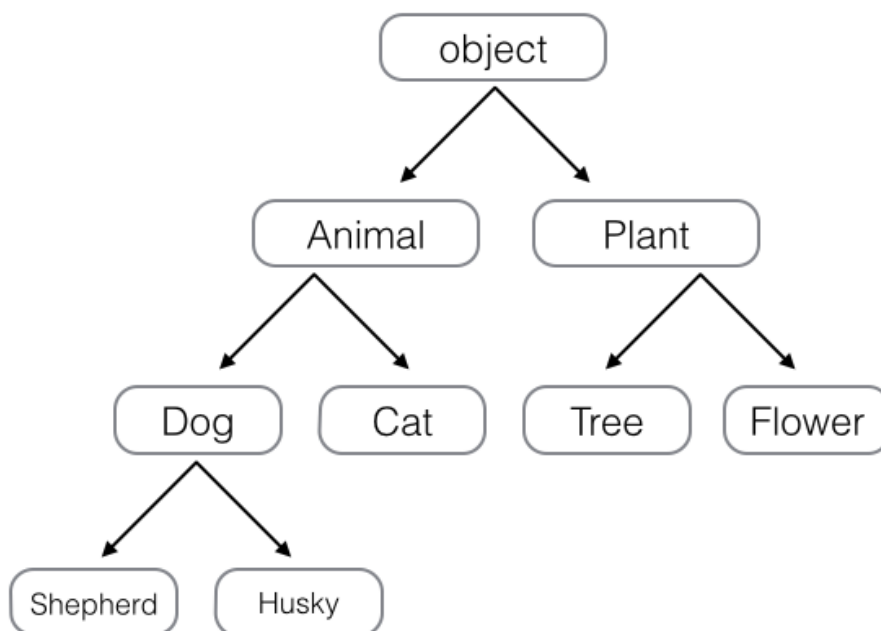 object
Animal
Plant
Dog
Cat
Tree
Flower
Shepherd
Husky